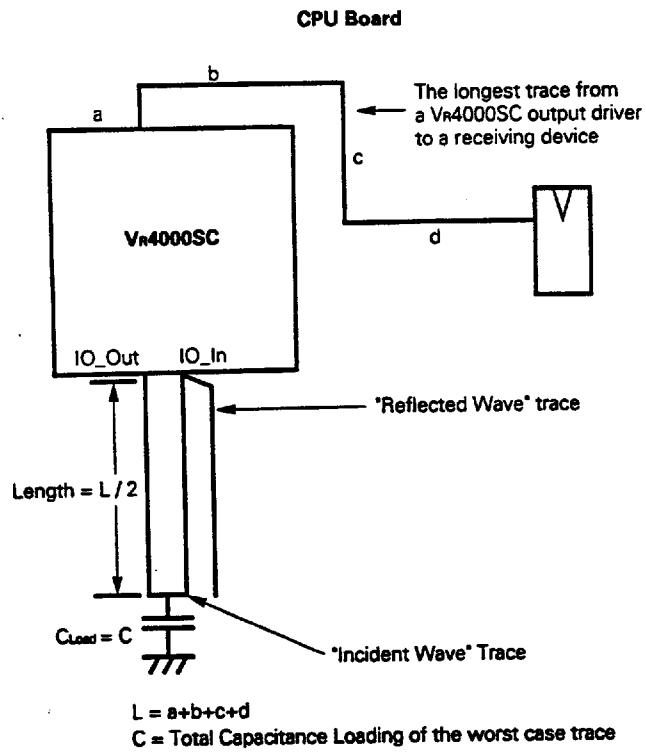 CPU Board
b
a
The longest trace from
a VR4000SC output driver
to a receiving device
c
VR4000SC
d
IO_Out IO_In
"Reflected Wave" trace
Length = L / 2
CLoad = C
"Incident Wave" Trace
L = a+b+c+d
C = Total Capacitance Loading of the worst case trace